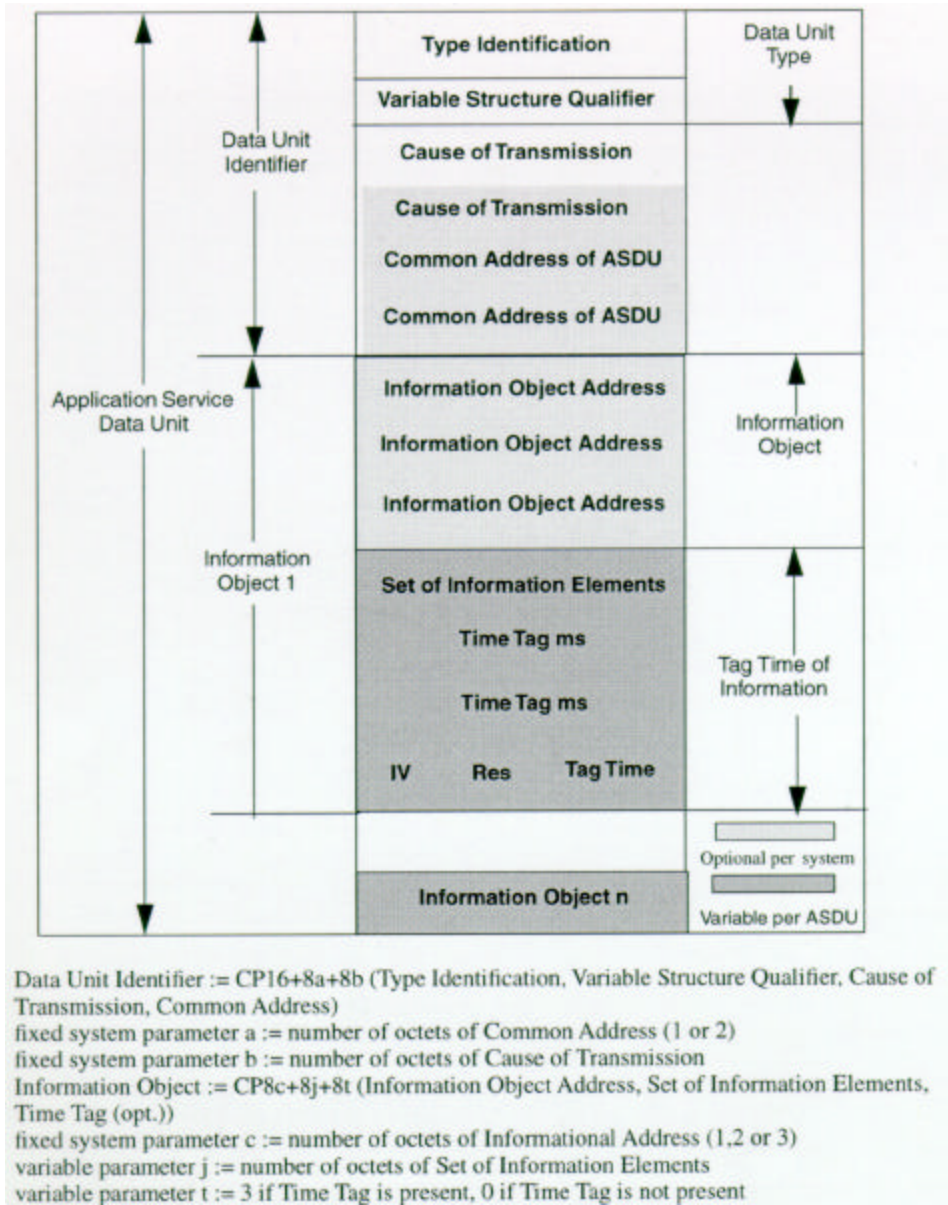 Type Identification
Data Unit
Type
Variable Structure Qualifier
Data Unit
Identifier
Cause of Transmission
Cause of Transmission
Common Address of ASDU
Common Address of ASDU
Application Service
Data Unit
Information Object Address
Information Object Address
Information Object Address
Information
Object
Information
Object 1
Set of Information Elements
Time Tag ms
Time Tag ms
IV Res Tag Time
Tag Time of
Information
Optional per system
Variable per ASDU
Information Object n
Data Unit Identifier := CP16+8a+8b (Type Identification, Variable Structure Qualifier, Cause of
Transmission, Common Address)
fixed system parameter a := number of octets of Common Address (1 or 2)
fixed system parameter b := number of octets of Cause of Transmission
Information Object := CP8c+8j+8t (Information Object Address, Set of Information Elements,
Time Tag (opt.))
fixed system parameter c := number of octets of Informational Address (1,2 or 3)
variable parameter j := number of octets of Set of Information Elements
variable parameter t := 3 if Time Tag is present, 0 if Time Tag is not present